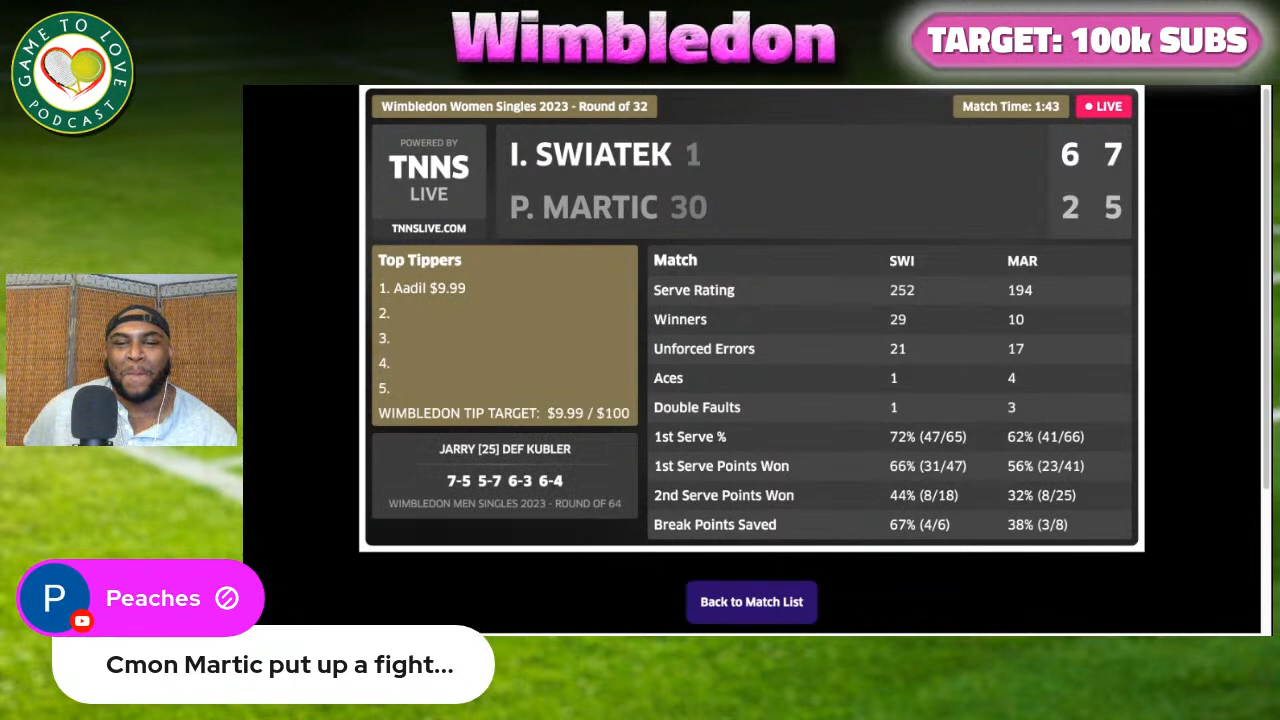 GAME TO LOVE
PODCAST
Wimbledon
TARGET: 100k SUBS
Wimbledon Women Singles 2023 - Round of 32
Match Time: 1:43
LIVE
POWERED BY
TNNS
LIVE
TNNSLIVE.COM
I. SWIATEK 1 6 7
P. MARTIC 30 2 5
Top Tippers
1. Aadil $9.99
2.
3.
4.
5.
WIMBLEDON TIP TARGET: $9.99 / $100
JARRY [25] DEF KUBLER
7-5 5-7 6-3 6-4
WIMBLEDON MEN SINGLES 2023 - ROUND OF 64
Match SWI MAR
Serve Rating 252 194
Winners 29 10
Unforced Errors 21 17
Aces 1 4
Double Faults 1 3
1st Serve % 72% (47/65) 62% (41/66)
1st Serve Points Won 66% (31/47) 56% (23/41)
2nd Serve Points Won 44% (8/18) 32% (8/25)
Break Points Saved 67% (4/6) 38% (3/8)
Back to Match List
P
Peaches
Cmon Martic put up a fight...